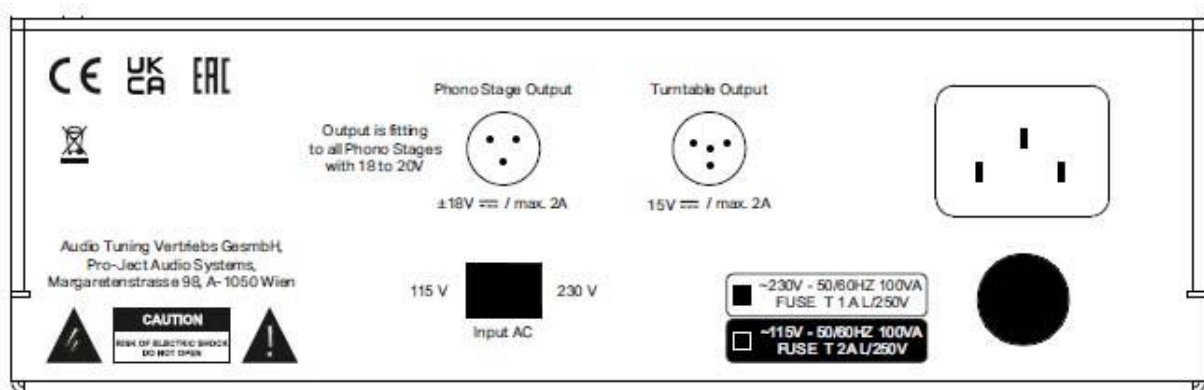 CE UK CA EAC
Phono Stage Output
Turntable Output
Output is fitting
to all Phono Stages
with 18 to 20V
±18V ⎓ / max. 2A
15V ⎓ / max. 2A
Audio Tuning Vertriebs GesmbH,
Pro-Ject Audio Systems,
Margaretenstrasse 98, A-1050 Wien
CAUTION
RISK OF ELECTRIC SHOCK
DO NOT OPEN
115 V
230 V
Input AC
~230V - 50/60HZ 100VA
FUSE T 1 A L/250V
~115V - 50/60HZ 100VA
FUSE T 2A L/250V